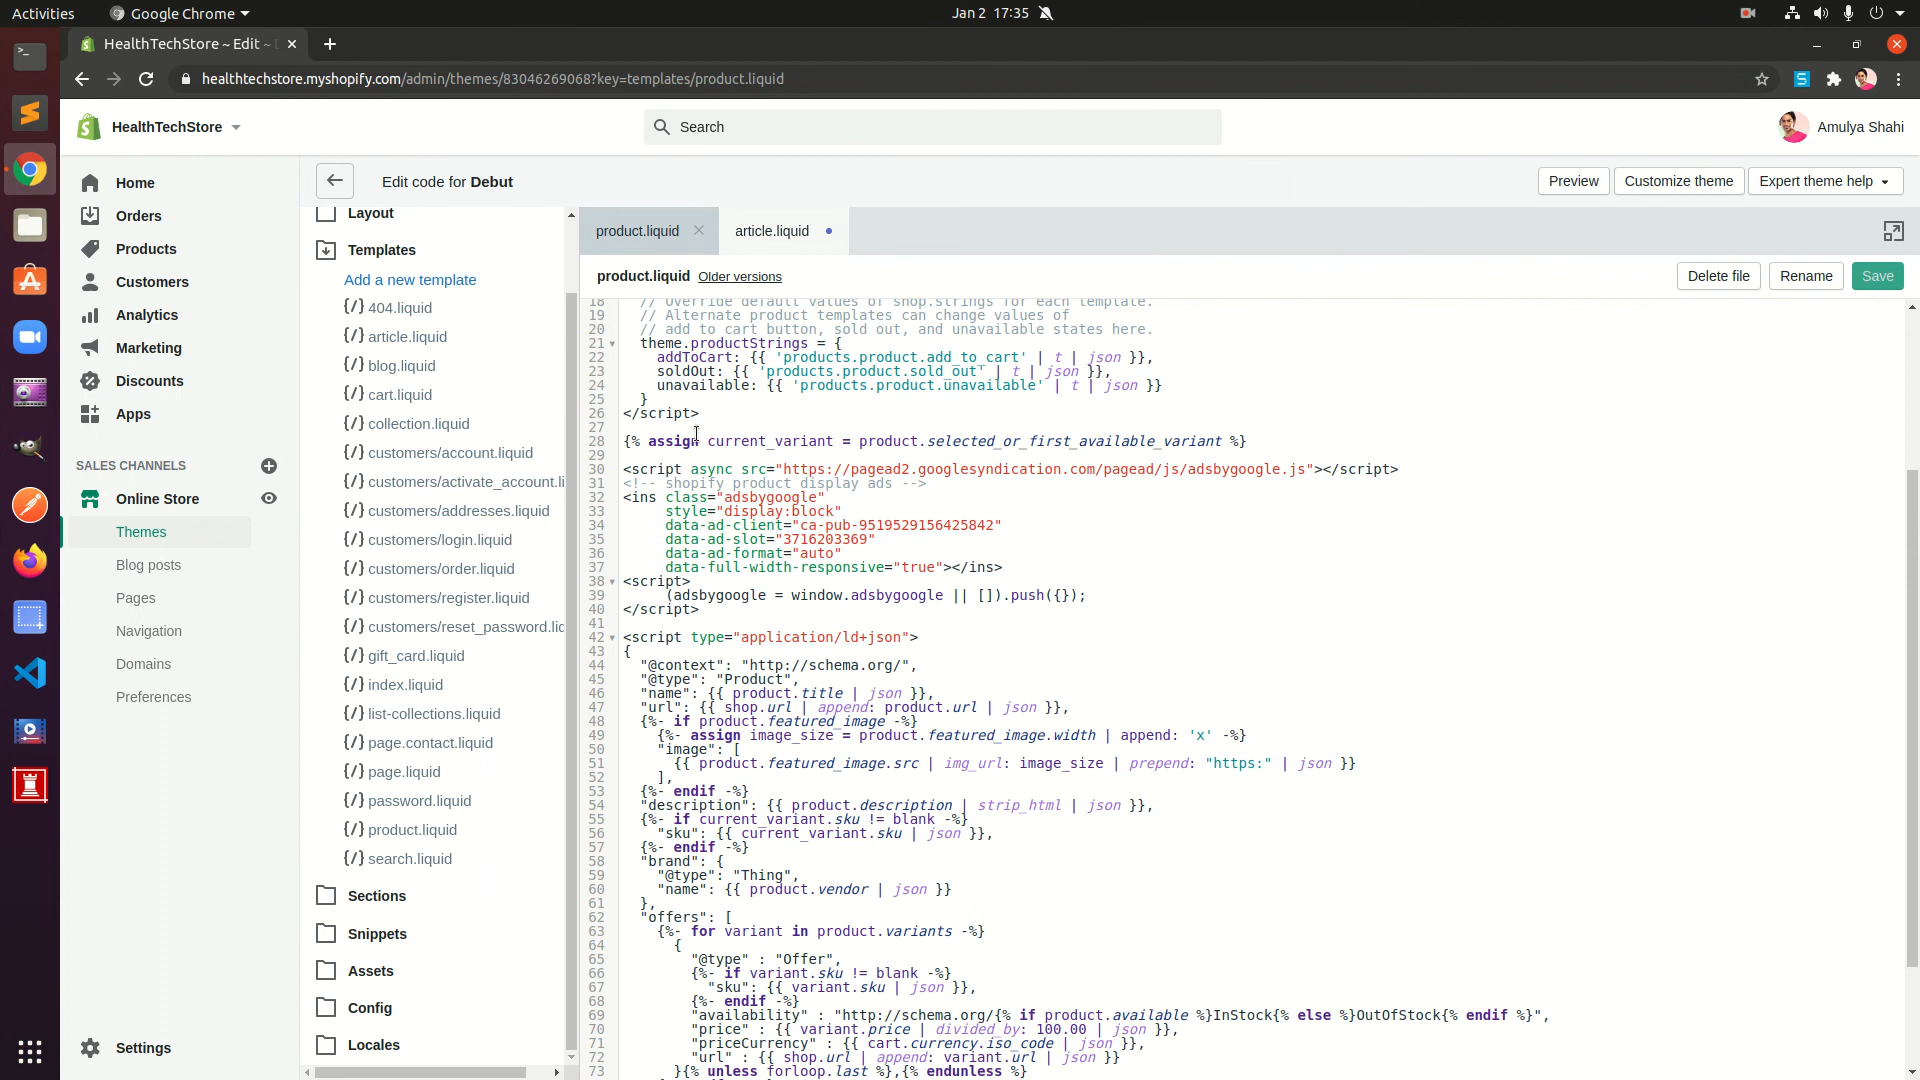 Activities
Google Chrome
Jan 2 17:35
HealthTechStore ~ Edit ~
healthtechstore.myshopify.com/admin/themes/83046269068?key=templates/product.liquid
HealthTechStore
Search
Amulya Shahi
Home
Orders
Products
Customers
Analytics
Marketing
Discounts
Apps
SALES CHANNELS
Online Store
Themes
Blog posts
Pages
Navigation
Domains
Preferences
Settings
Edit code for Debut
Preview
Customize theme
Expert theme help
Layout
Templates
Add a new template
{/} 404.liquid
{/} article.liquid
{/} blog.liquid
{/} cart.liquid
{/} collection.liquid
{/} customers/account.liquid
{/} customers/activate_account.li
{/} customers/addresses.liquid
{/} customers/login.liquid
{/} customers/order.liquid
{/} customers/register.liquid
{/} customers/reset_password.lic
{/} gift_card.liquid
{/} index.liquid
{/} list-collections.liquid
{/} page.contact.liquid
{/} page.liquid
{/} password.liquid
{/} product.liquid
{/} search.liquid
Sections
Snippets
Assets
Config
Locales
product.liquid
article.liquid
product.liquid Older versions
Delete file
Rename
Save
18 // Override default values of shop.strings for each template.
19 // Alternate product templates can change values of
20 // add to cart button, sold out, and unavailable states here.
21 theme.productStrings = {
22 addToCart: {{ 'products.product.add_to_cart' | t | json }},
23 soldOut: {{ 'products.product.sold_out' | t | json }},
24 unavailable: {{ 'products.product.unavailable' | t | json }}
25 }
26 </script>
27
28 {% assign current_variant = product.selected_or_first_available_variant %}
29
30 <script async src="https://pagead2.googlesyndication.com/pagead/js/adsbygoogle.js"></script>
31 <!-- shopify product display ads -->
32 <ins class="adsbygoogle"
33 style="display:block"
34 data-ad-client="ca-pub-9519529156425842"
35 data-ad-slot="3716203369"
36 data-ad-format="auto"
37 data-full-width-responsive="true"></ins>
38 <script>
39 (adsbygoogle = window.adsbygoogle || []).push({});
40 </script>
41
42 <script type="application/ld+json">
43 {
44 "@context": "http://schema.org/",
45 "@type": "Product",
46 "name": {{ product.title | json }},
47 "url": {{ shop.url | append: product.url | json }},
48 {%- if product.featured_image -%}
49 {%- assign image_size = product.featured_image.width | append: 'x' -%}
50 "image": [
51 {{ product.featured_image.src | img_url: image_size | prepend: "https:" | json }}
52 ],
53 {%- endif -%}
54 "description": {{ product.description | strip_html | json }},
55 {%- if current_variant.sku != blank -%}
56 "sku": {{ current_variant.sku | json }},
57 {%- endif -%}
58 "brand": {
59 "@type": "Thing",
60 "name": {{ product.vendor | json }}
61 },
62 "offers": [
63 {%- for variant in product.variants -%}
64 {
65 "@type" : "Offer",
66 {%- if variant.sku != blank -%}
67 "sku": {{ variant.sku | json }},
68 {%- endif -%}
69 "availability" : "http://schema.org/{% if product.available %}InStock{% else %}OutOfStock{% endif %}",
70 "price" : {{ variant.price | divided_by: 100.00 | json }},
71 "priceCurrency" : {{ cart.currency.iso_code | json }},
72 "url" : {{ shop.url | append: variant.url | json }}
73 }{% unless forloop.last %},{% endunless %}